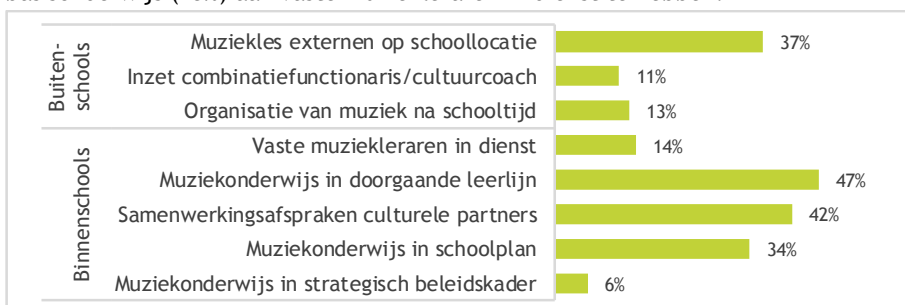 Muziekles externen op schoollocatie 37%
Inzet combinatiefunctionaris/cultuurcoach 11%
Organisatie van muziek na schooltijd 13%
Buiten-
schools
Vaste muziekleraren in dienst 14%
Muziekonderwijs in doorgaande leerlijn 47%
Samenwerkingsafspraken culturele partners 42%
Muziekonderwijs in schoolplan 34%
Muziekonderwijs in strategisch beleidskader 6%
Binnenschools